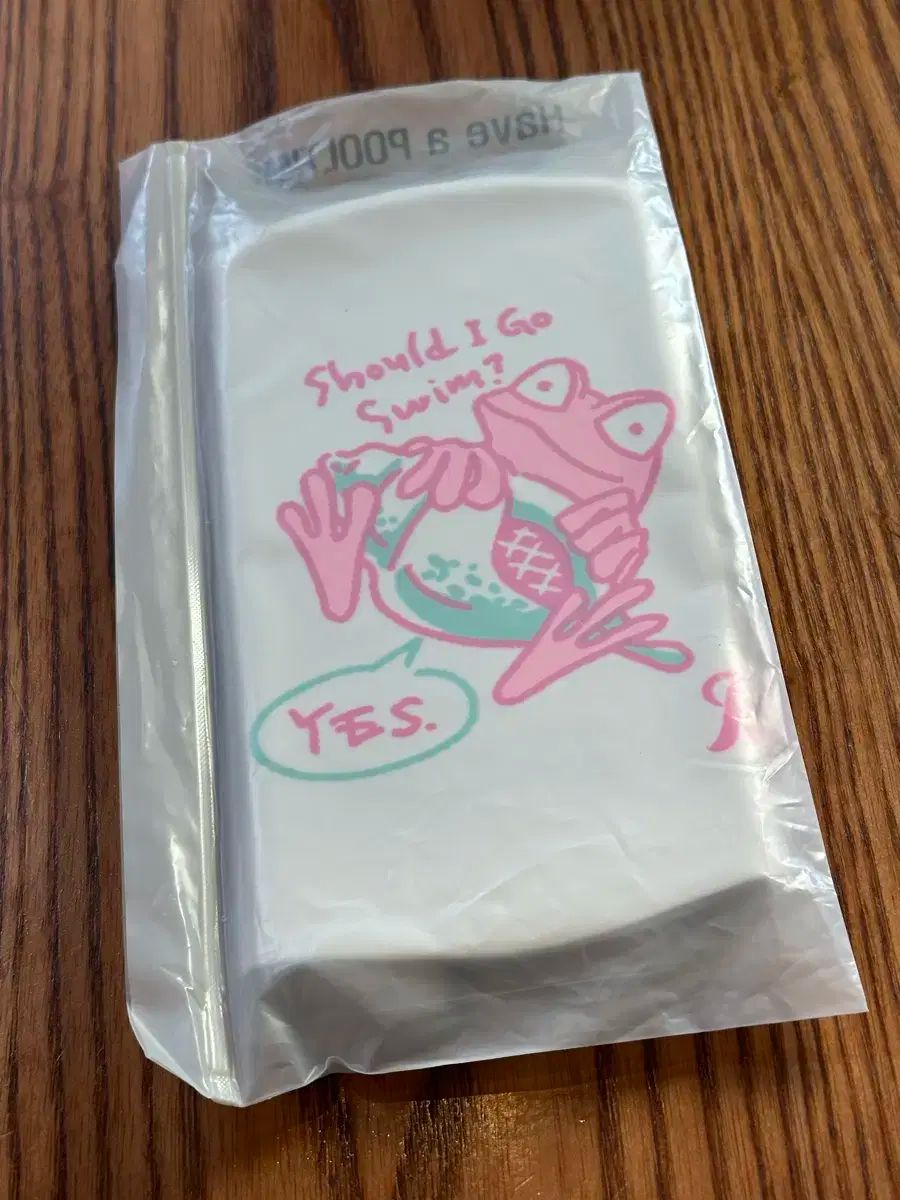 Have a POOL
Should I Go
Swim?
YES.